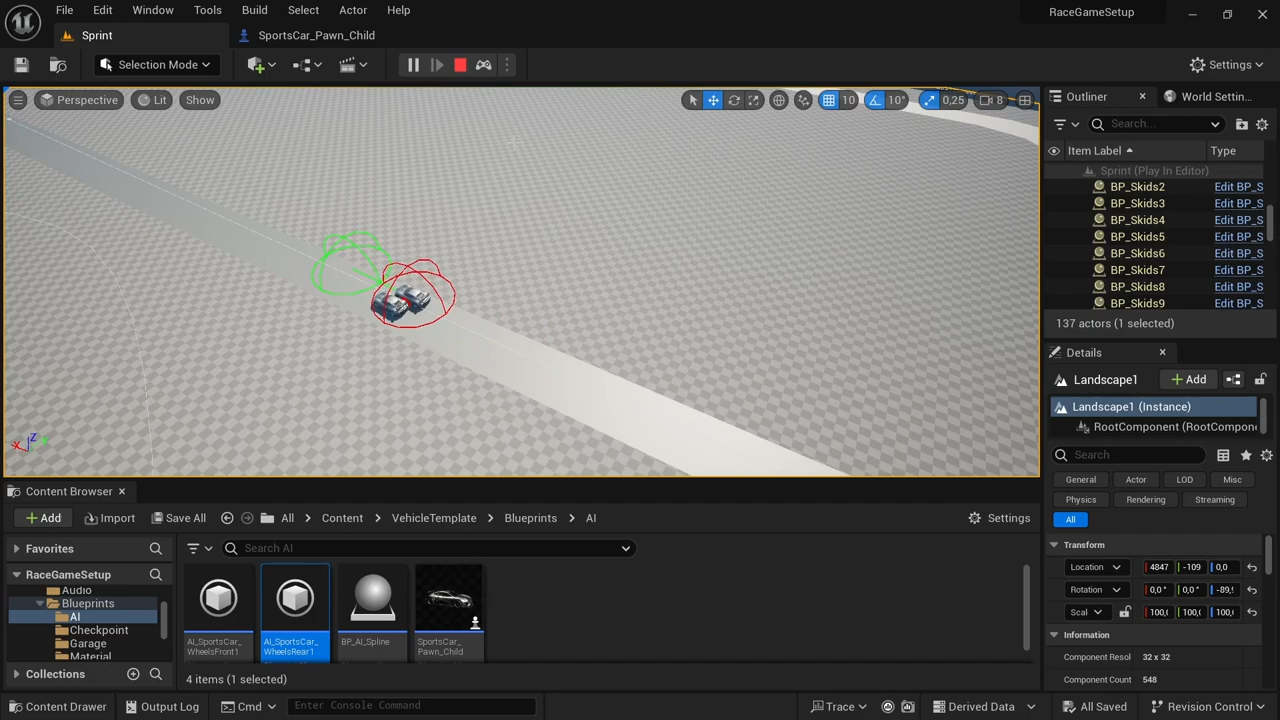 File Edit Window Tools Build Select Actor Help
RaceGameSetup
Sprint
SportsCar_Pawn_Child
Selection Mode
Settings
Perspective
Lit
Show
10
10°
0,25
8
Outliner
World Settin...
Search...
Item Label
Type
Sprint (Play In Editor)
BP_Skids2 Edit BP_S
BP_Skids3 Edit BP_S
BP_Skids4 Edit BP_S
BP_Skids5 Edit BP_S
BP_Skids6 Edit BP_S
BP_Skids7 Edit BP_S
BP_Skids8 Edit BP_S
BP_Skids9 Edit BP_S
137 actors (1 selected)
Details
Landscape1
Add
Landscape1 (Instance)
RootComponent (RootCompon
Search
General Actor LOD Misc
Physics Rendering Streaming
All
Transform
Location 4847 -109 0,0
Rotation 0,0° 0,0° -89,
Scal 100, 100, 100,
Information
Component Resol 32 x 32
Component Count 548
X Z Y
Content Browser
Add Import Save All All Content VehicleTemplate Blueprints AI Settings
Favorites
Search AI
RaceGameSetup
Audio
Blueprints
AI
Checkpoint
Garage
Material
Collections
AI_SportsCar_
WheelsFront1
AI_SportsCar_
WheelsRear1
BP_AI_Spline
SportsCar_
Pawn_Child
4 items (1 selected)
Content Drawer Output Log Cmd Enter Console Command Trace Derived Data All Saved Revision Control